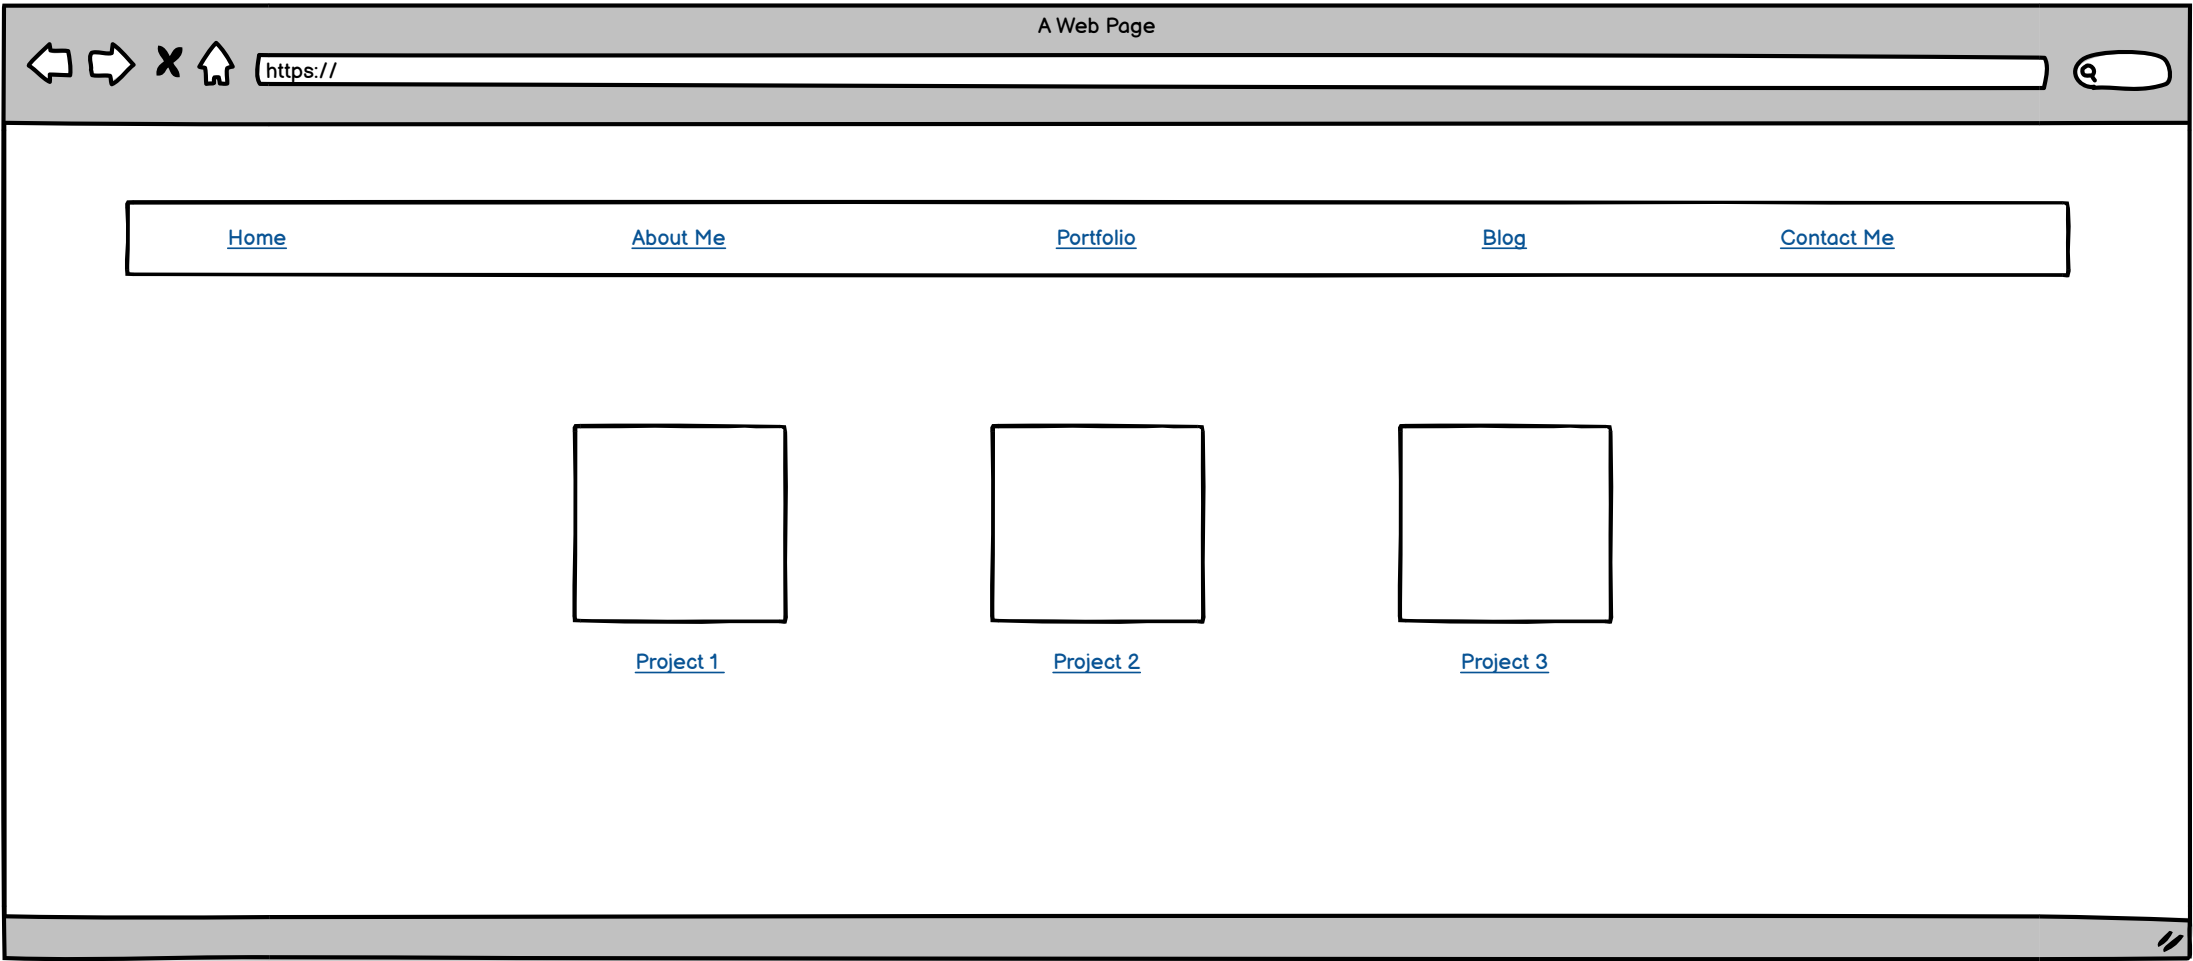 A Web Page
https://
Home About Me Portfolio Blog Contact Me
Project 1 Project 2 Project 3